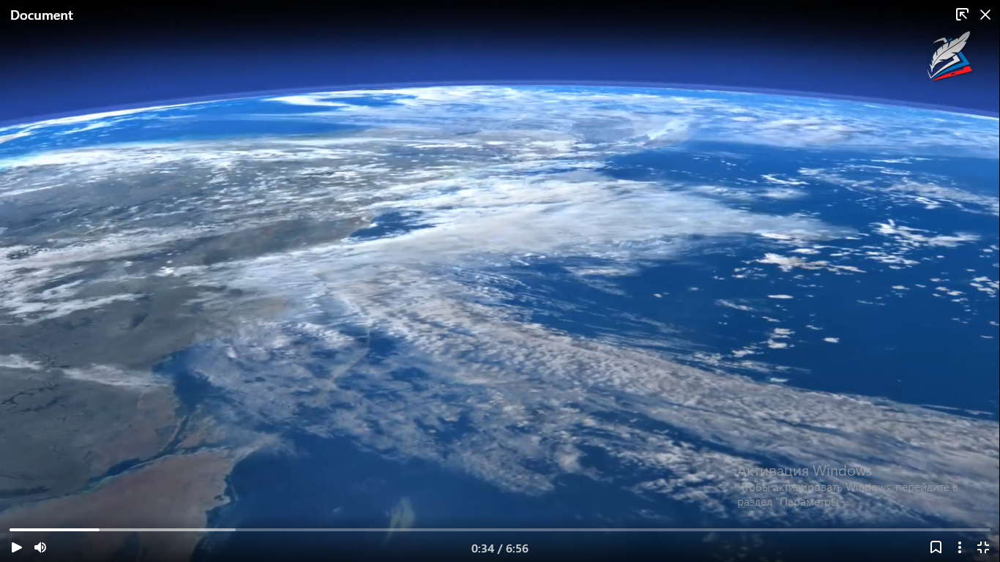 Document
Активация Windows
Чтобы активировать Windows, перейдите в
раздел "Параметры".
0:34 / 6:56